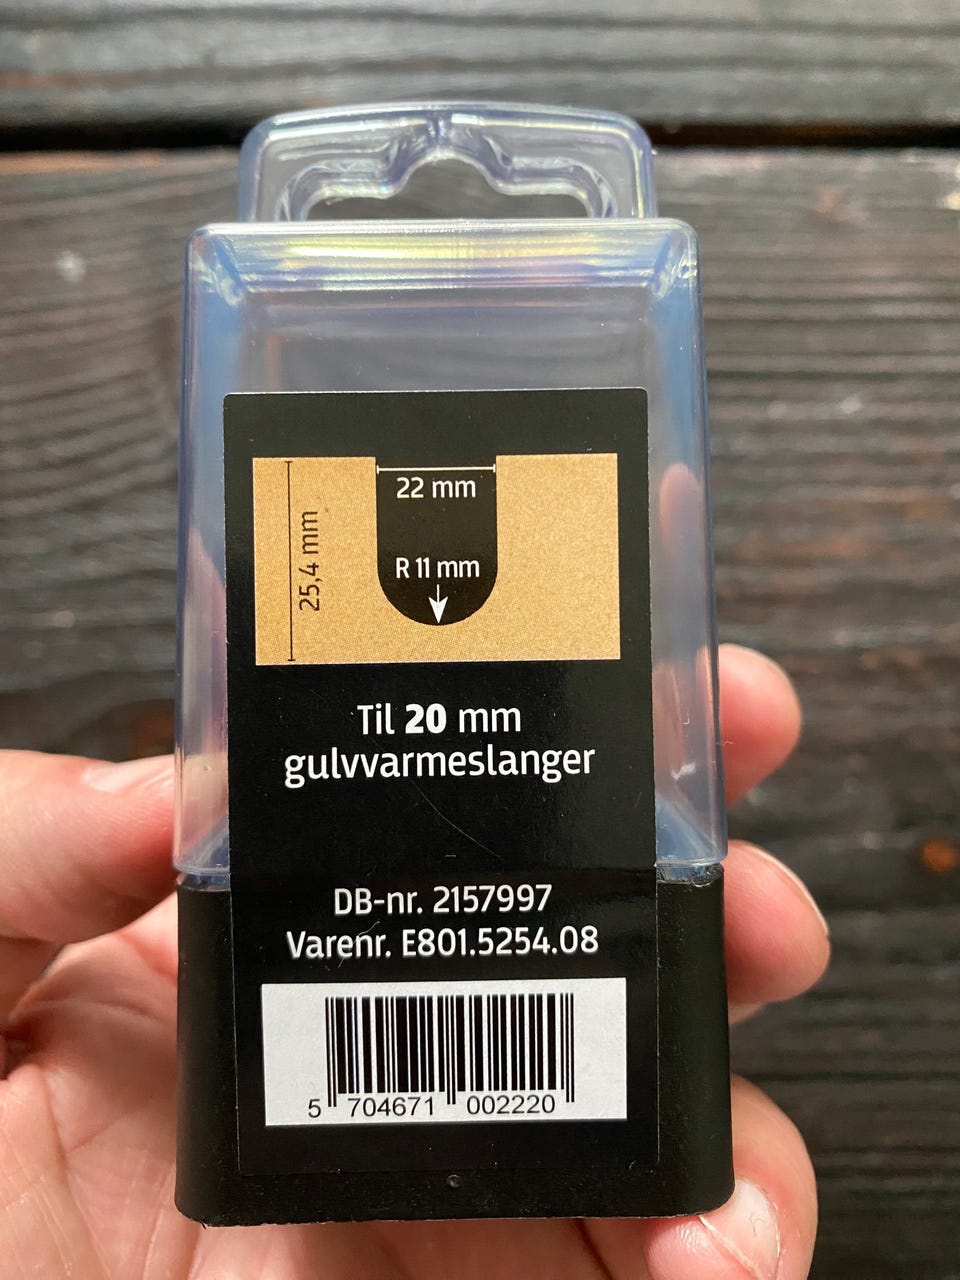 22 mm
25,4 mm
R 11 mm
Til 20 mm
gulvvarmeslanger
DB-nr. 2157997
Varenr. E801.5254.08
5 704671 002220